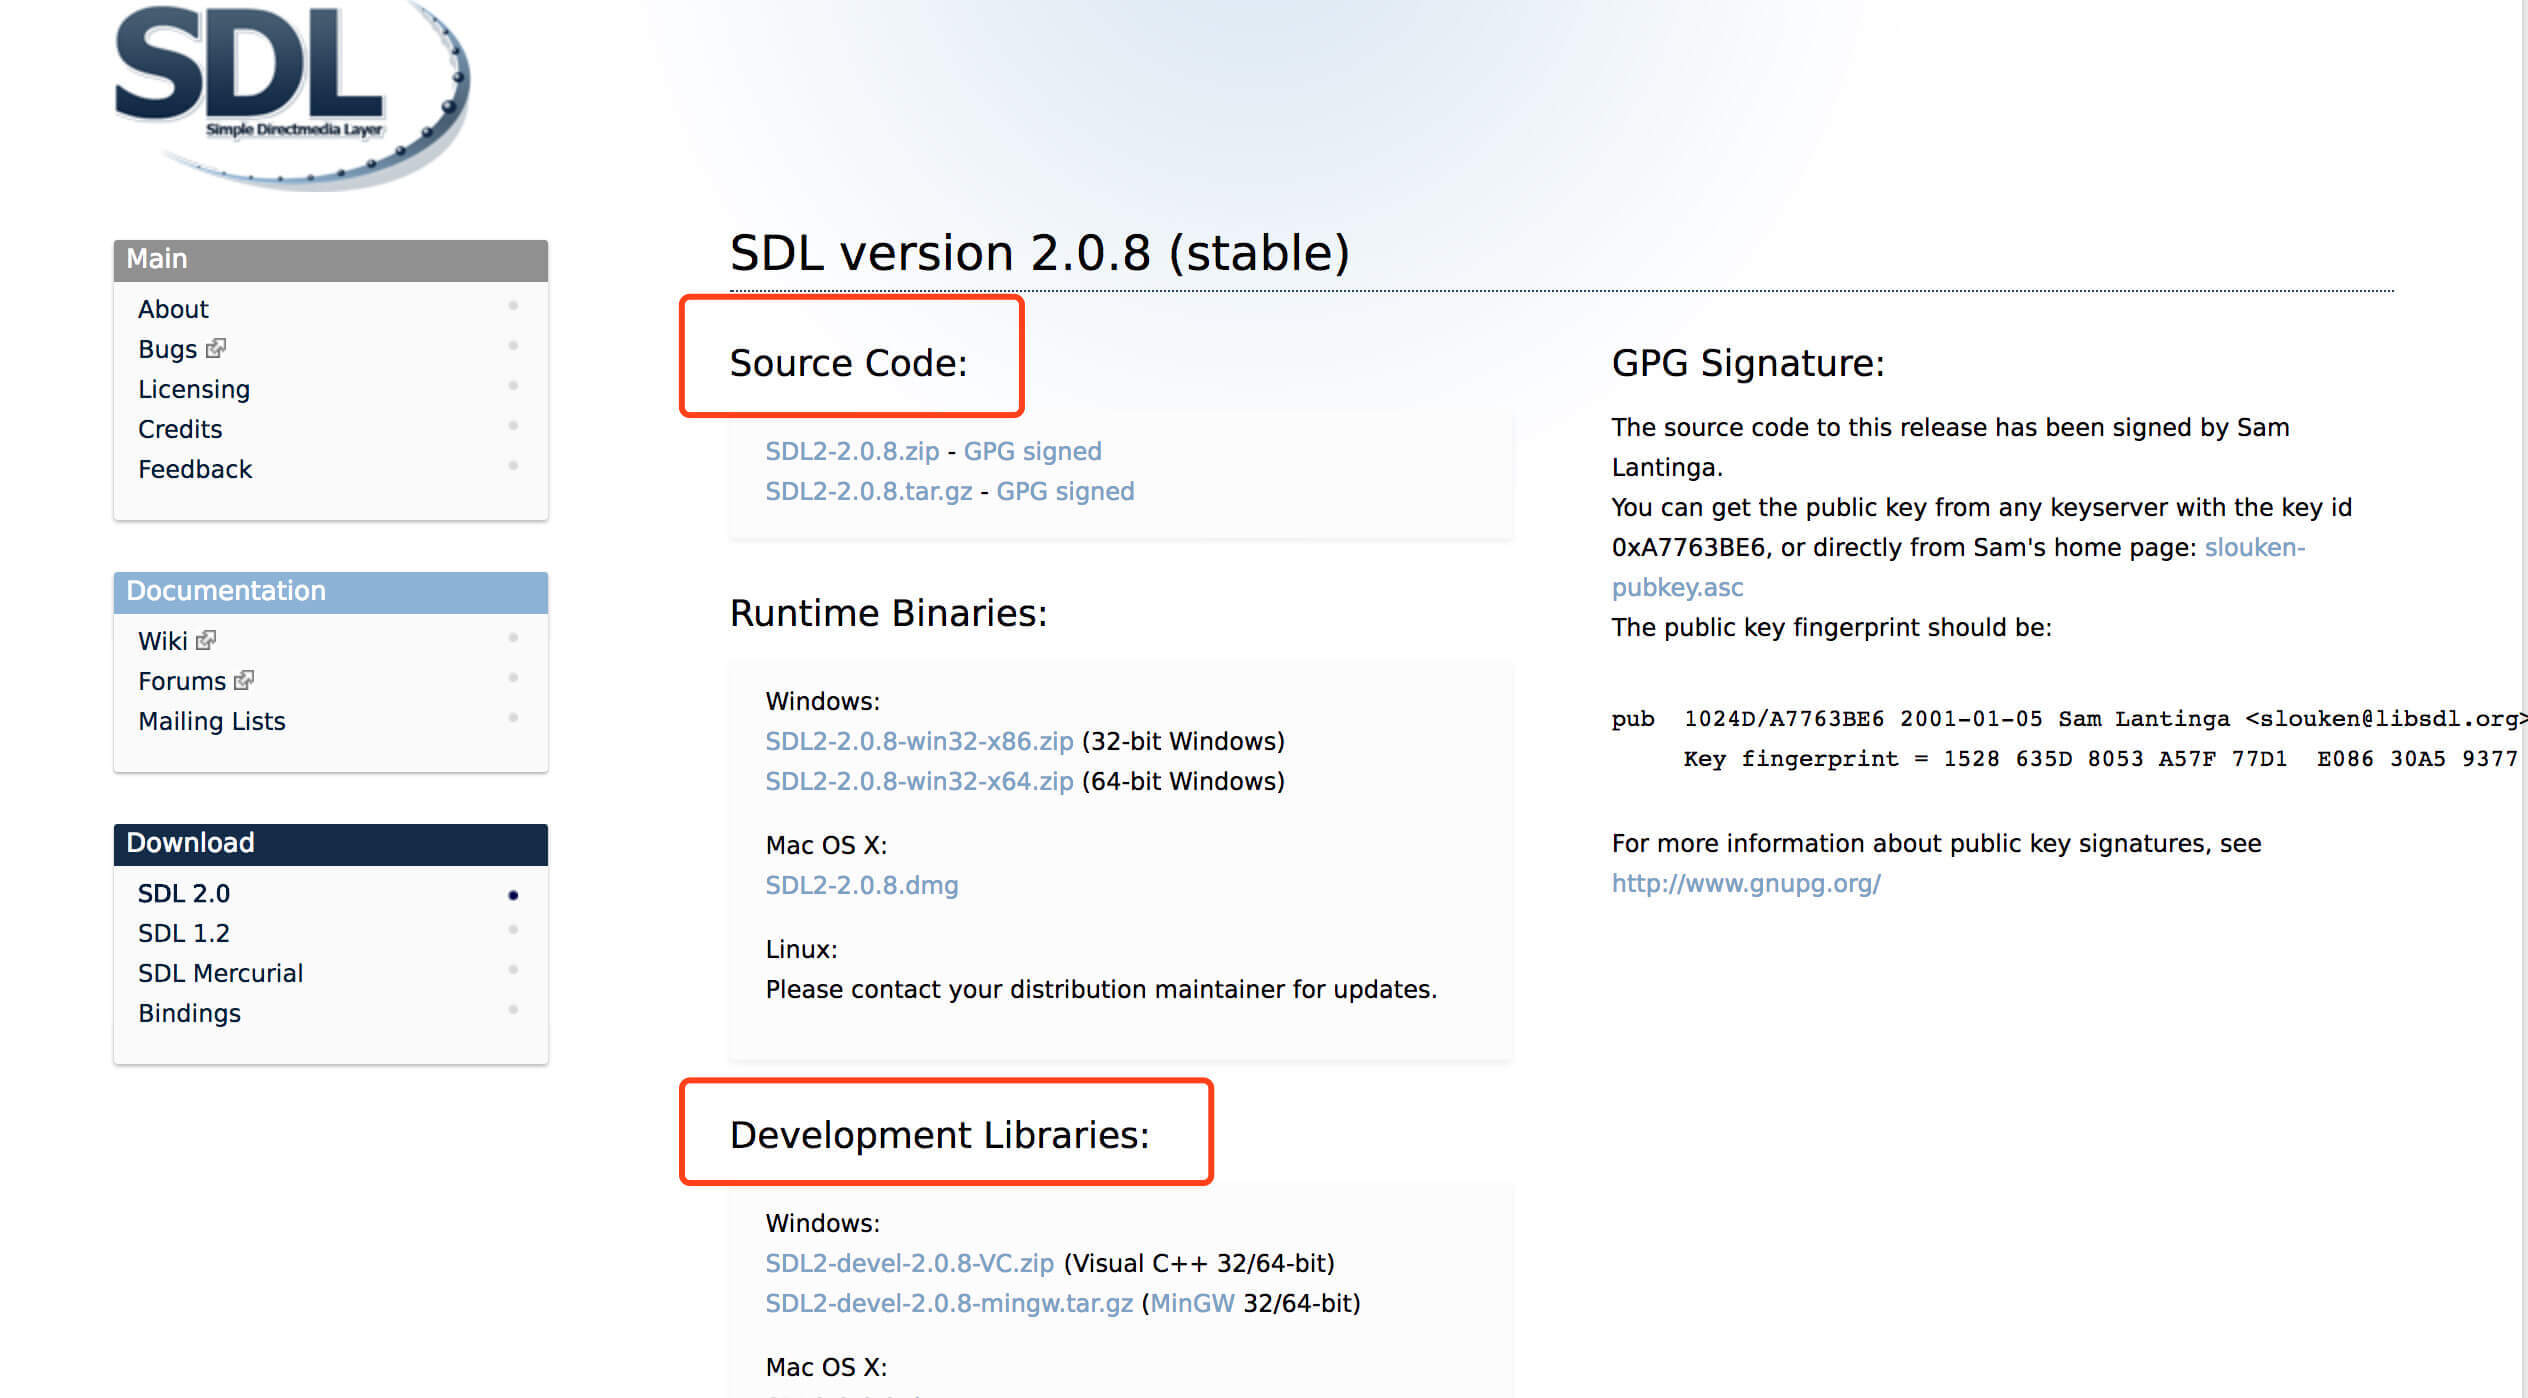 SDL
Simple Directmedia Layer
Main
About
Bugs
Licensing
Credits
Feedback
Documentation
Wiki
Forums
Mailing Lists
Download
SDL 2.0
SDL 1.2
SDL Mercurial
Bindings
SDL version 2.0.8 (stable)
Source Code:
SDL2-2.0.8.zip - GPG signed
SDL2-2.0.8.tar.gz - GPG signed
Runtime Binaries:
Windows:
SDL2-2.0.8-win32-x86.zip (32-bit Windows)
SDL2-2.0.8-win32-x64.zip (64-bit Windows)
Mac OS X:
SDL2-2.0.8.dmg
Linux:
Please contact your distribution maintainer for updates.
Development Libraries:
Windows:
SDL2-devel-2.0.8-VC.zip (Visual C++ 32/64-bit)
SDL2-devel-2.0.8-mingw.tar.gz (MinGW 32/64-bit)
Mac OS X:
GPG Signature:
The source code to this release has been signed by Sam
Lantinga.
You can get the public key from any keyserver with the key id
0xA7763BE6, or directly from Sam's home page: slouken-
pubkey.asc
The public key fingerprint should be:
pub 1024D/A7763BE6 2001-01-05 Sam Lantinga <slouken@libsdl.org>
Key fingerprint = 1528 635D 8053 A57F 77D1 E086 30A5 9377
For more information about public key signatures, see
http://www.gnupg.org/